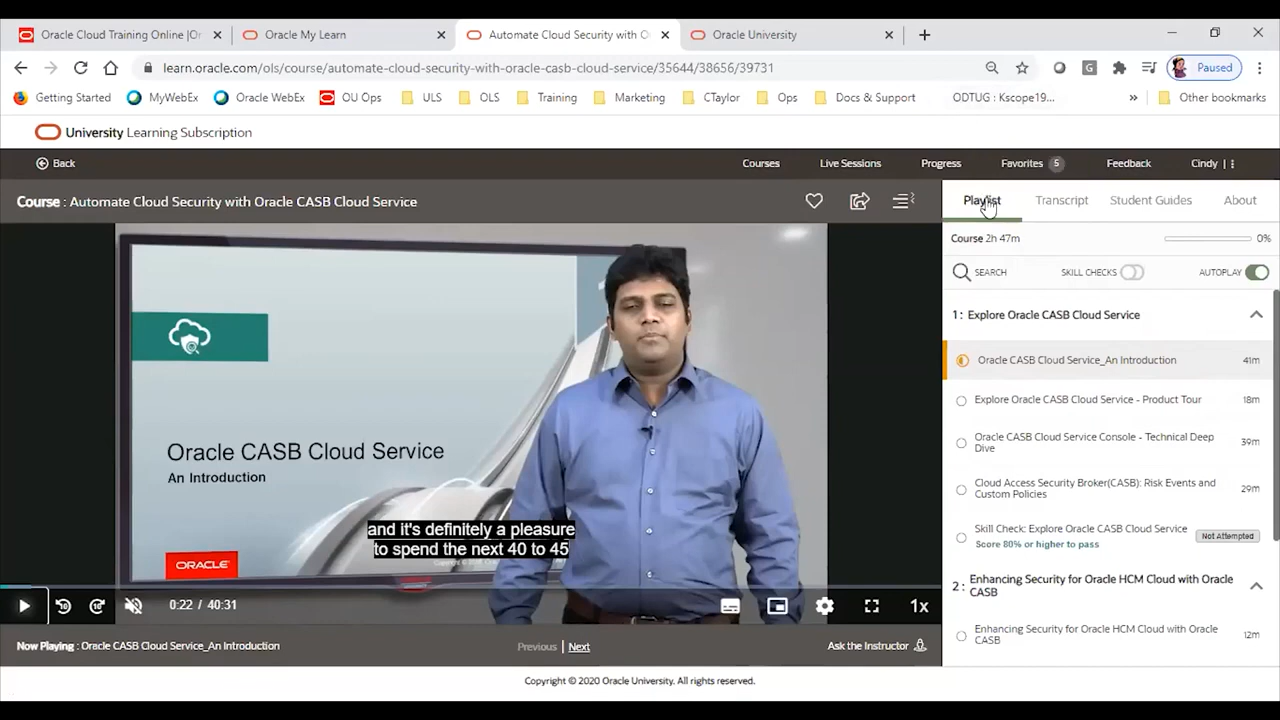 Oracle Cloud Training Online |Or
Oracle My Learn
Automate Cloud Security with O
Oracle University
learn.oracle.com/ols/course/automate-cloud-security-with-oracle-casb-cloud-service/35644/38656/39731
Paused
Getting Started
MyWebEx
Oracle WebEx
OU Ops
ULS
OLS
Training
Marketing
CTaylor
Ops
Docs & Support
ODTUG : Kscope19...
Other bookmarks
University Learning Subscription
Back
Courses
Live Sessions
Progress
Favorites 5
Feedback
Cindy
Course : Automate Cloud Security with Oracle CASB Cloud Service
Playlist
Transcript
Student Guides
About
Course 2h 47m
0%
SEARCH
SKILL CHECKS
AUTOPLAY
1 : Explore Oracle CASB Cloud Service
Oracle CASB Cloud Service_An Introduction 41m
Explore Oracle CASB Cloud Service - Product Tour 18m
Oracle CASB Cloud Service Console - Technical Deep
Dive
39m
Cloud Access Security Broker(CASB): Risk Events and
Custom Policies
29m
Skill Check: Explore Oracle CASB Cloud Service
Score 80% or higher to pass
Not Attempted
2 : Enhancing Security for Oracle HCM Cloud with Oracle
CASB
Enhancing Security for Oracle HCM Cloud with Oracle
CASB
12m
Oracle CASB Cloud Service
An Introduction
ORACLE
and it's definitely a pleasure
to spend the next 40 to 45
10
10
0:22 / 40:31
1x
Now Playing : Oracle CASB Cloud Service_An Introduction
Previous | Next
Ask the Instructor
Copyright © 2020 Oracle University. All rights reserved.